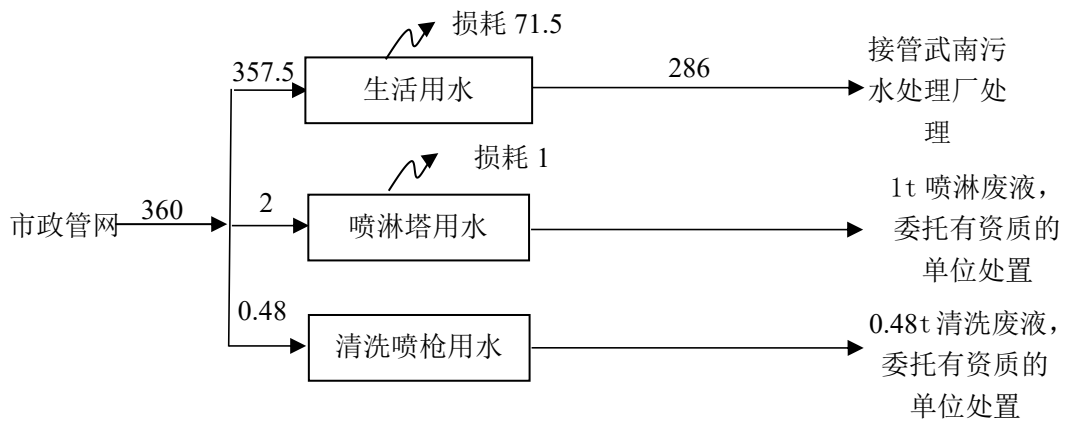 损耗 71.5
357.5
生活用水
286
接管武南污
水处理厂处
理
损耗 1
市政管网
360
2
喷淋塔用水
1t 喷淋废液，
委托有资质的
单位处置
0.48
清洗喷枪用水
0.48t 清洗废液，
委托有资质的
单位处置